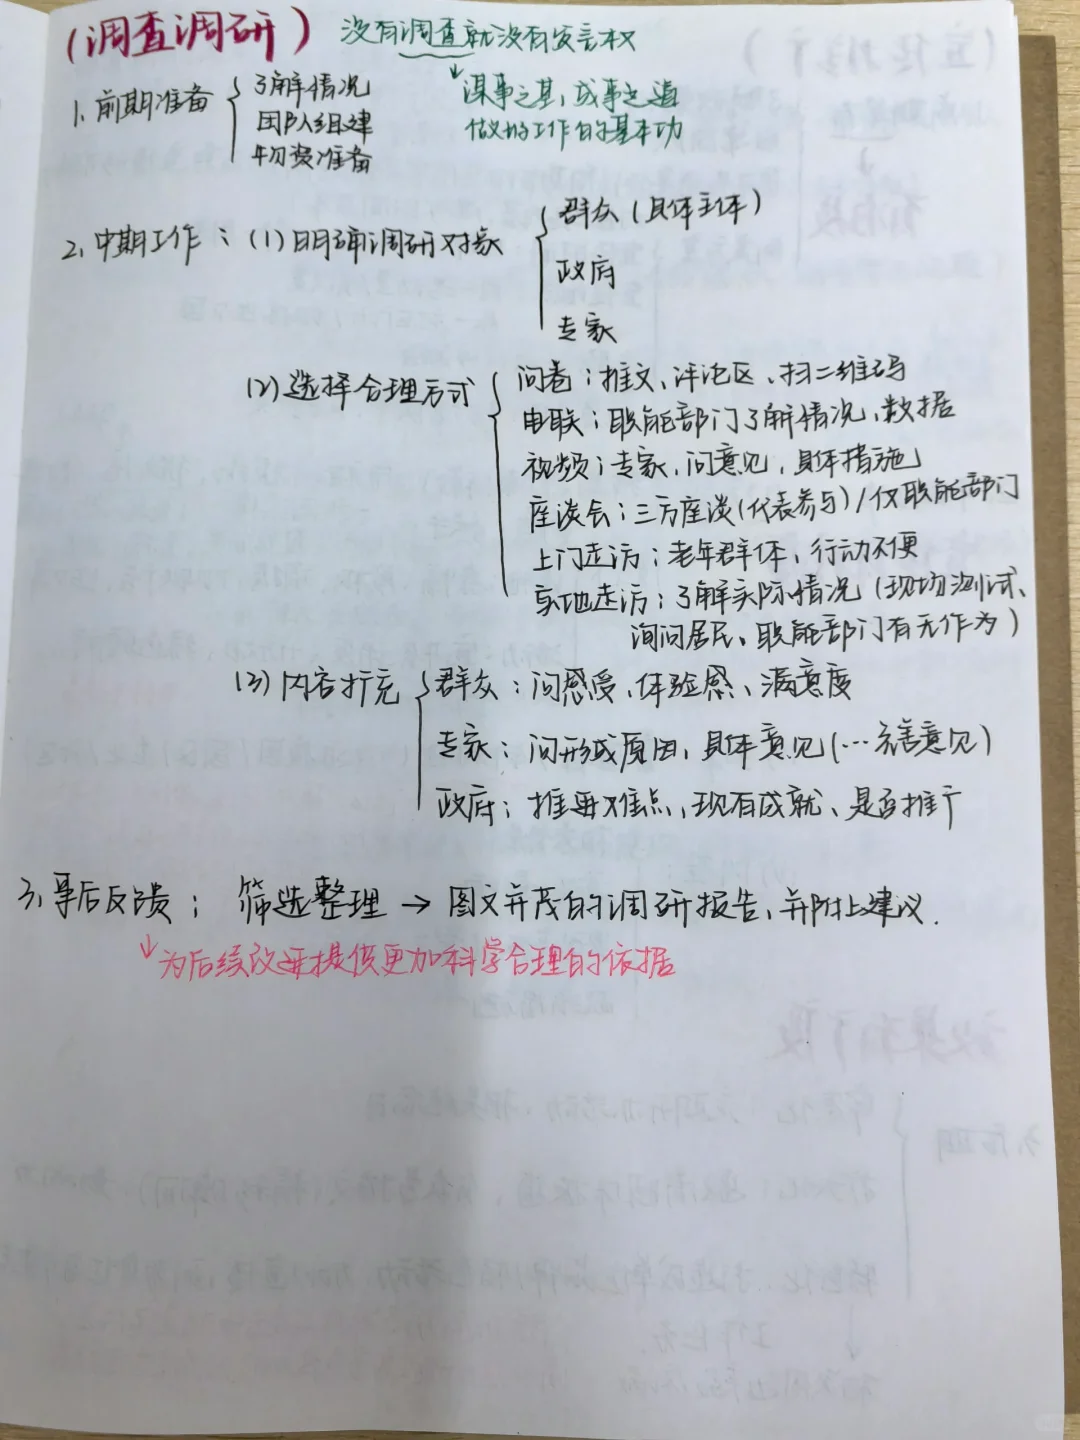 (调查调研) 没有调查就没有发言权
谋事之基,成事之道
做好工作的基本功
1.前期准备
了解情况
团队组建
物资准备
2.中期工作:(1)明确调研对象
群众(具体主体)
政府
专家
(2)选择合理方式
问卷:推文、评论区、扫二维码
电联:职能部门了解情况、数据
视频:专家,问意见,具体措施
座谈会:三方座谈(代表参与)/仅职能部门
上门走访:老年群体,行动不便
实地走访:了解实际情况(现场测试、
询问居民、职能部门有无作为)
(3)内容扩充
群众:问感受、体验感、满意度
专家:问形成原因,具体意见(…完善意见)
政府:推进难点,现有成就、是否推行
3.事后反馈:筛选整理→图文并茂的调研报告,并附上建议.
为后续改进提供更加科学合理的依据